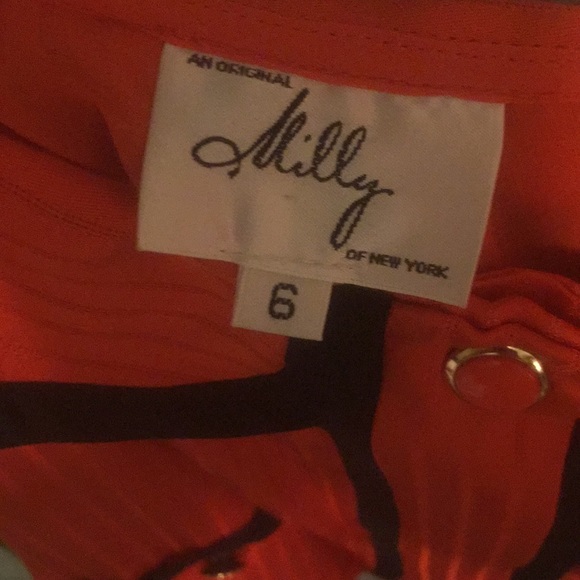 AN ORIGINAL
Milly
OF NEW YORK
6